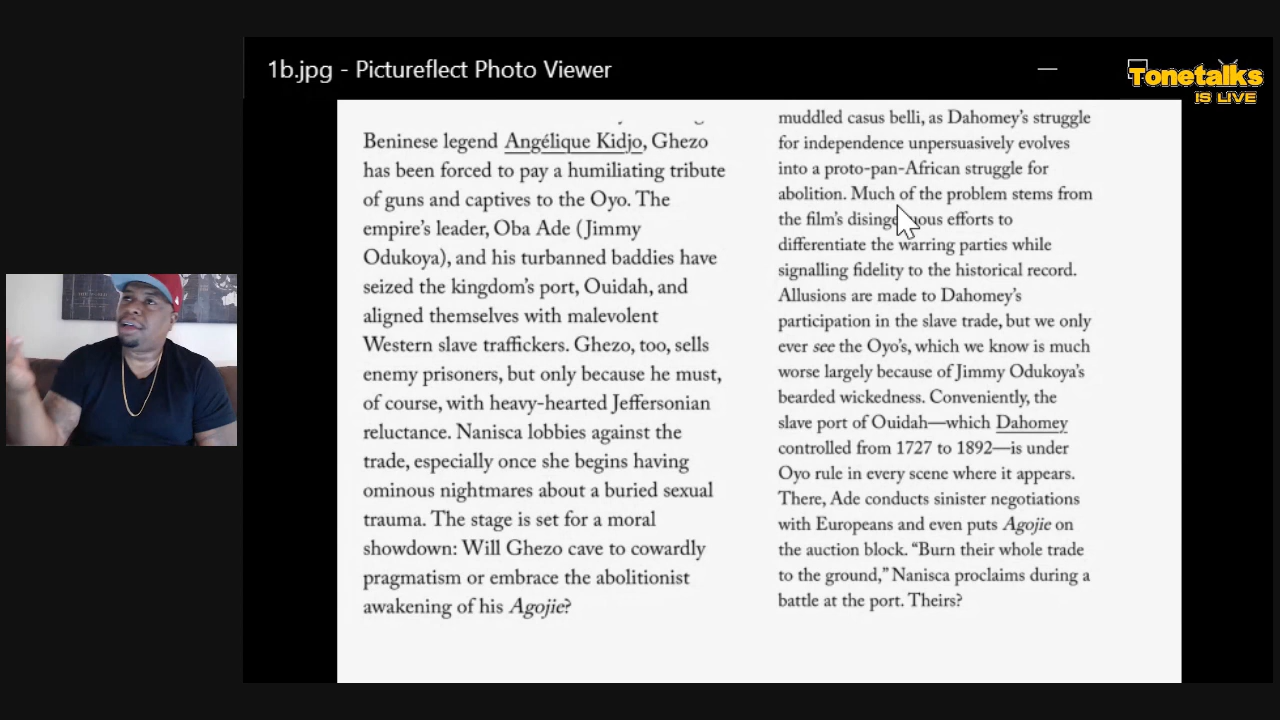 1b.jpg - Pictureflect Photo Viewer
Tonetalks
IS LIVE
Beninese legend Angélique Kidjo, Ghezo
has been forced to pay a humiliating tribute
of guns and captives to the Oyo. The
empire's leader, Oba Ade (Jimmy
Odukoya), and his turbanned baddies have
seized the kingdom's port, Ouidah, and
aligned themselves with malevolent
Western slave traffickers. Ghezo, too, sells
enemy prisoners, but only because he must,
of course, with heavy-hearted Jeffersonian
reluctance. Nanisca lobbies against the
trade, especially once she begins having
ominous nightmares about a buried sexual
trauma. The stage is set for a moral
showdown: Will Ghezo cave to cowardly
pragmatism or embrace the abolitionist
awakening of his Agojie?
muddled casus belli, as Dahomey's struggle
for independence unpersuasively evolves
into a proto-pan-African struggle for
abolition. Much of the problem stems from
the film's disingenuous efforts to
differentiate the warring parties while
signalling fidelity to the historical record.
Allusions are made to Dahomey's
participation in the slave trade, but we only
ever see the Oyo's, which we know is much
worse largely because of Jimmy Odukoya's
bearded wickedness. Conveniently, the
slave port of Ouidah—which Dahomey
controlled from 1727 to 1892—is under
Oyo rule in every scene where it appears.
There, Ade conducts sinister negotiations
with Europeans and even puts Agojie on
the auction block. “Burn their whole trade
to the ground,” Nanisca proclaims during a
battle at the port. Theirs?